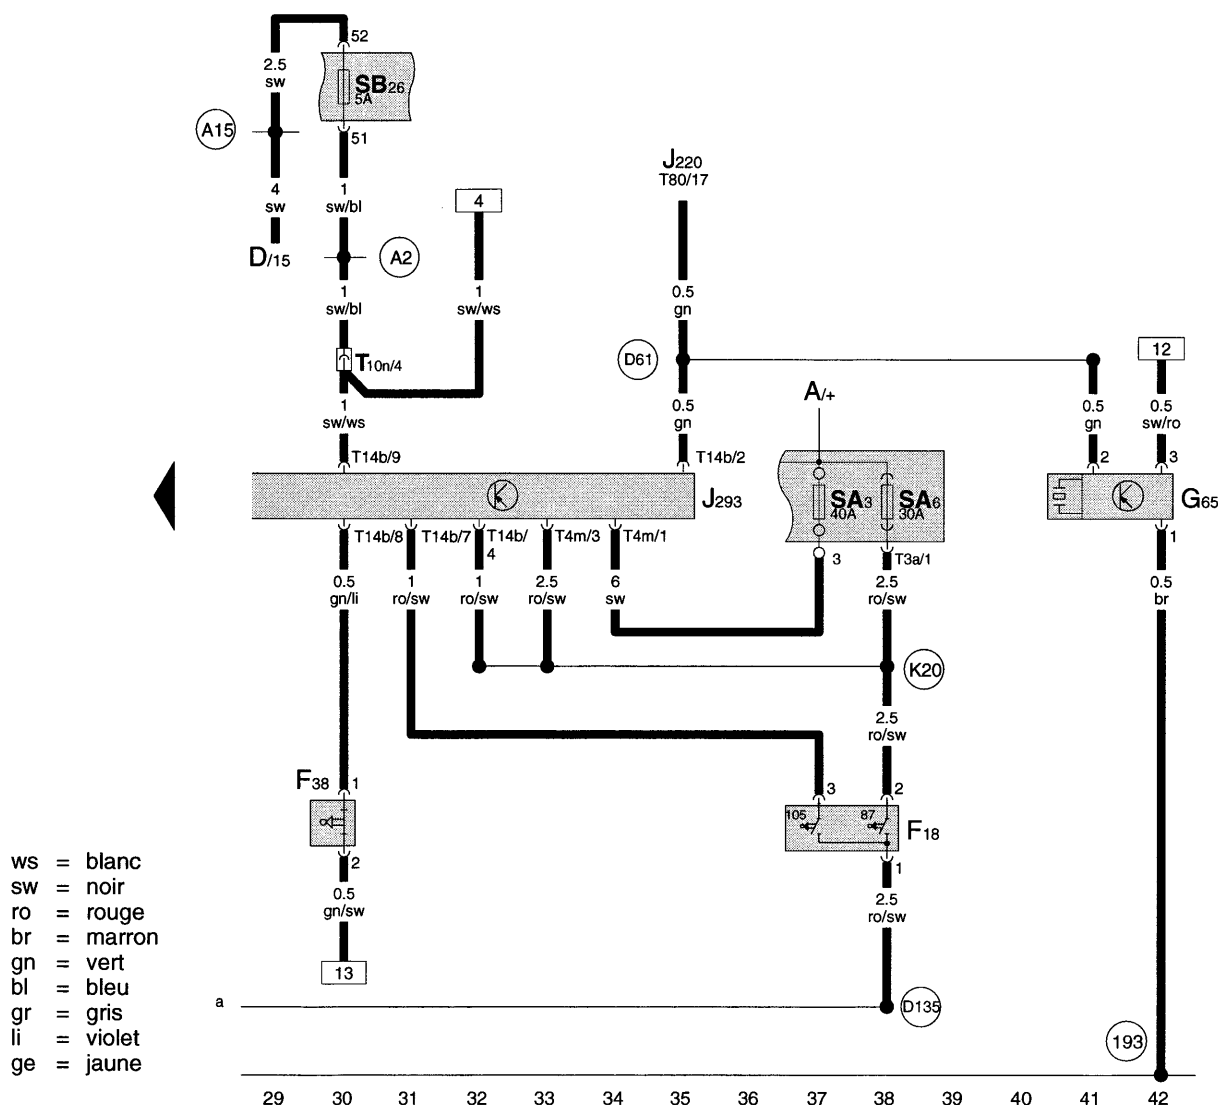 52
2.5
sw
SB26
5A
A15
51
J220
T80/17
4
sw
1
sw/bl
4
D/15
A2
1
sw/bl
1
sw/ws
0.5
gn
T10n/4
D61
12
A/+
1
sw/ws
0.5
gn
0.5
gn
0.5
sw/ro
T14b/9
T14b/2
2
3
J293
SA3
40A
SA6
30A
G65
T14b/8
T14b/7
T14b/
4
T4m/3
T4m/1
3
T3a/1
1
0.5
gn/li
1
ro/sw
1
ro/sw
2.5
ro/sw
6
sw
2.5
ro/sw
0.5
br
K20
2.5
ro/sw
F38
1
3
2
105
87
F18
2
1
ws = blanc
sw = noir
ro = rouge
br = marron
gn = vert
bl = bleu
gr = gris
li = violet
ge = jaune
0.5
gn/sw
2.5
ro/sw
13
a
D135
193
29 30 31 32 33 34 35 36 37 38 39 40 41 42